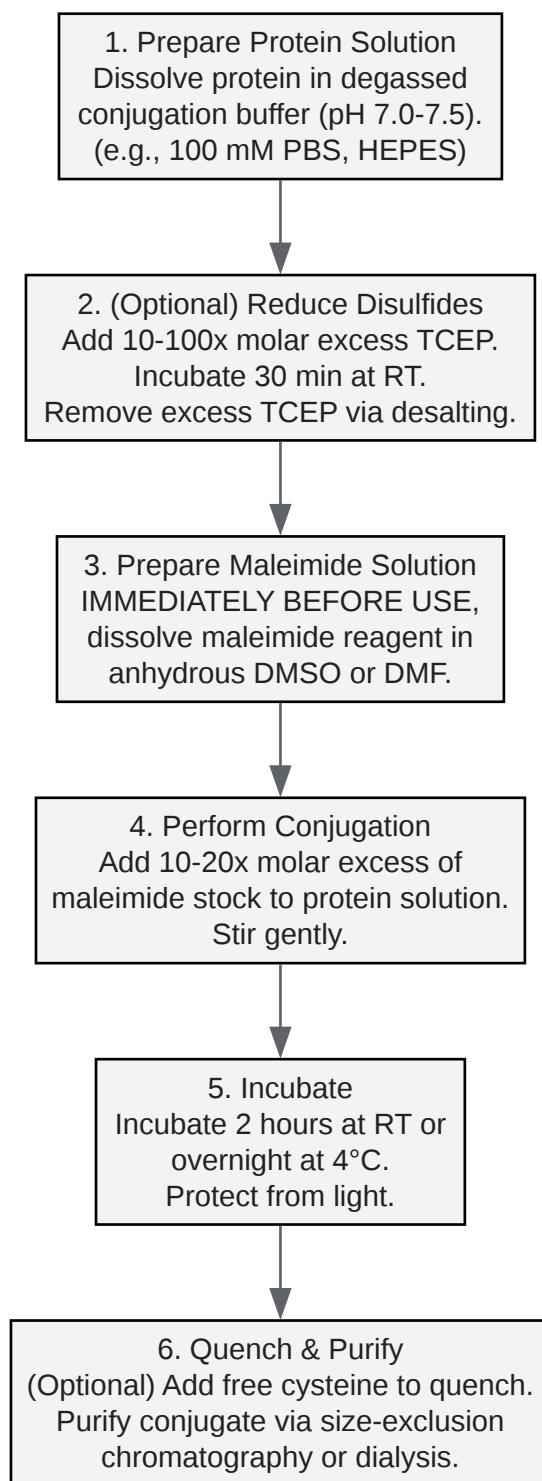 1. Prepare Protein Solution
Dissolve protein in degassed
conjugation buffer (pH 7.0-7.5).
(e.g., 100 mM PBS, HEPES)
2. (Optional) Reduce Disulfides
Add 10-100x molar excess TCEP.
Incubate 30 min at RT.
Remove excess TCEP via desalting.
3. Prepare Maleimide Solution
IMMEDIATELY BEFORE USE,
dissolve maleimide reagent in
anhydrous DMSO or DMF.
4. Perform Conjugation
Add 10-20x molar excess of
maleimide stock to protein solution.
Stir gently.
5. Incubate
Incubate 2 hours at RT or
overnight at 4°C.
Protect from light.
6. Quench & Purify
(Optional) Add free cysteine to quench.
Purify conjugate via size-exclusion
chromatography or dialysis.